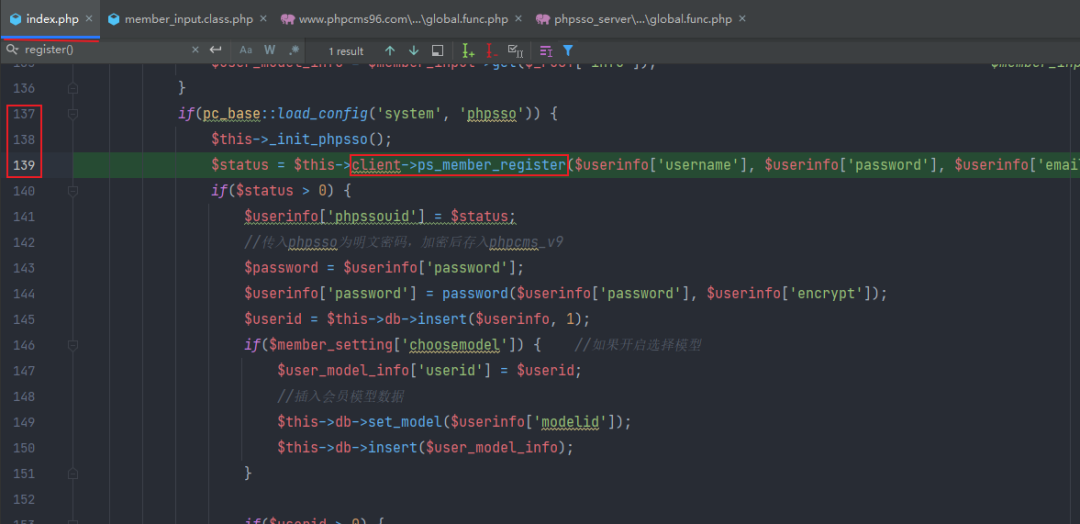 index.php
member_input.class.php
www.phpcms96.com\...\global.func.php
phpsso_server\...\global.func.php
register()
Aa W .*
1 result
136 }
137 if(pc_base::load_config('system', 'phpsso')) {
138 $this->_init_phpsso();
139 $status = $this->client->ps_member_register($userinfo['username'], $userinfo['password'], $userinfo['emai
140 if($status > 0) {
141 $userinfo['phpssouid'] = $status;
142 //传入phpsso为明文密码，加密后存入phpcms_v9
143 $password = $userinfo['password'];
144 $userinfo['password'] = password($userinfo['password'], $userinfo['encrypt']);
145 $userid = $this->db->insert($userinfo, 1);
146 if($member_setting['choosemodel']) { //如果开启选择模型
147 $user_model_info['userid'] = $userid;
148 //插入会员模型数据
149 $this->db->set_model($userinfo['modelid']);
150 $this->db->insert($user_model_info);
151 }
152
153 if($userid > 0) {